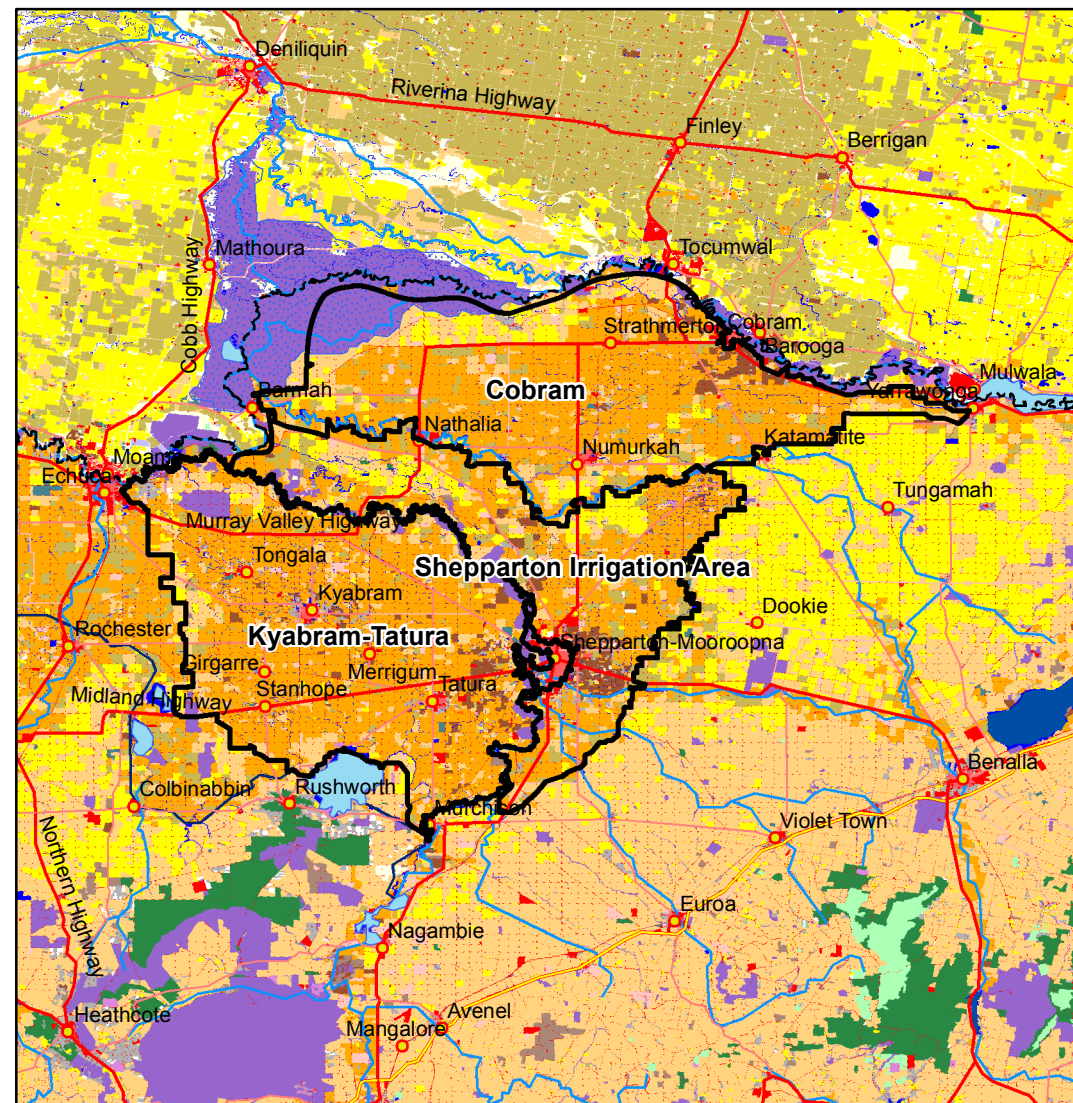 Deniliquin
Riverina Highway
Finley
Berrigan
Cobb Highway
Mathoura
Tocumwal
Strathmerton
Cobram
Barooga
Mulwala
Yarrawonga
Cobram
Barmah
Nathalia
Numurkah
Katamatite
Moama
Echuca
Tungamah
Murray Valley Highway
Tongala
Shepparton Irrigation Area
Kyabram
Dookie
Rochester
Kyabram-Tatura
Shepparton-Mooroopna
Girgarre
Merrigum
Stanhope
Tatura
Midland Highway
Benalla
Colbinabbin
Rushworth
Murchison
Violet Town
Northern Highway
Euroa
Nagambie
Heathcote
Avenel
Mangalore